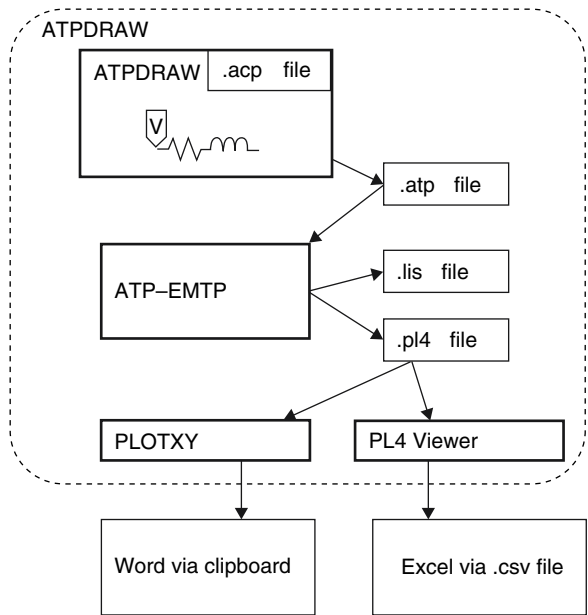 ATPDRAW
ATPDRAW
.acp file
V
.atp file
ATP–EMTP
.lis file
.pl4 file
PLOTXY
PL4 Viewer
Word via clipboard
Excel via .csv file